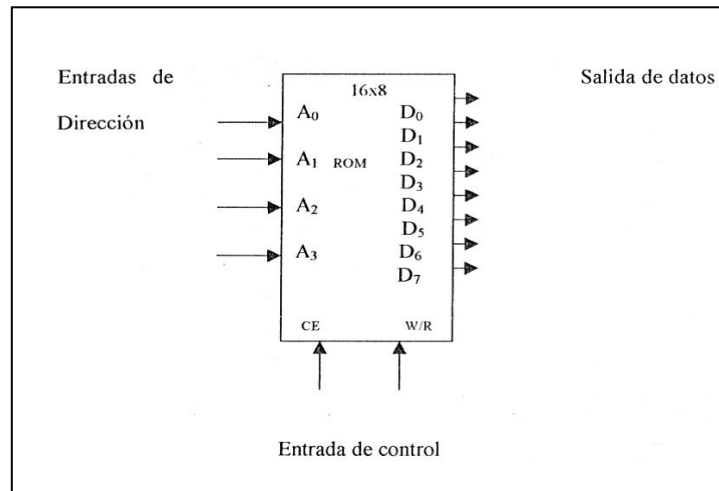 Entradas de
Dirección
16x8
ROM
A₀
A₁
A₂
A₃
D₀
D₁
D₂
D₃
D₄
D₅
D₆
D₇
CE
W/R
Salida de datos
Entrada de control